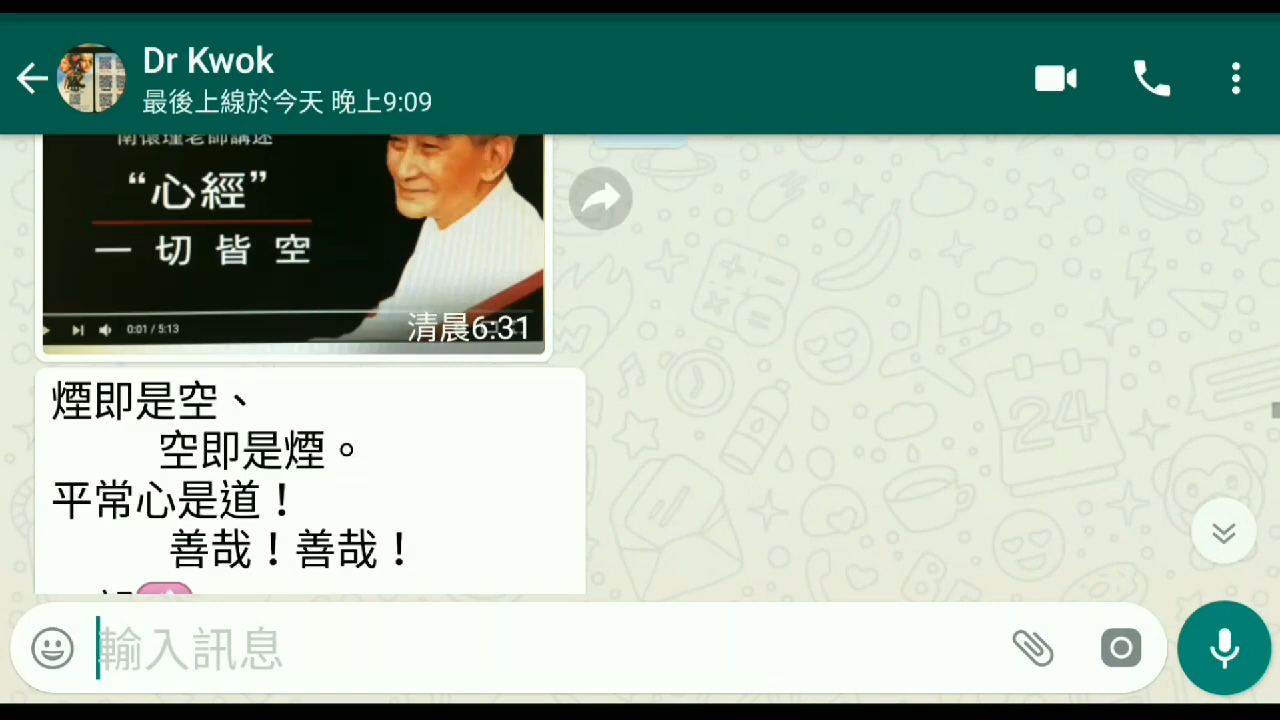 Dr Kwok
最後上線於今天 晚上9:09
南懷瑾老師講述
“心經”
一切皆空
0:01 / 5:13
清晨6:31
煙即是空、
空即是煙。
平常心是道！
善哉！善哉！
輸入訊息